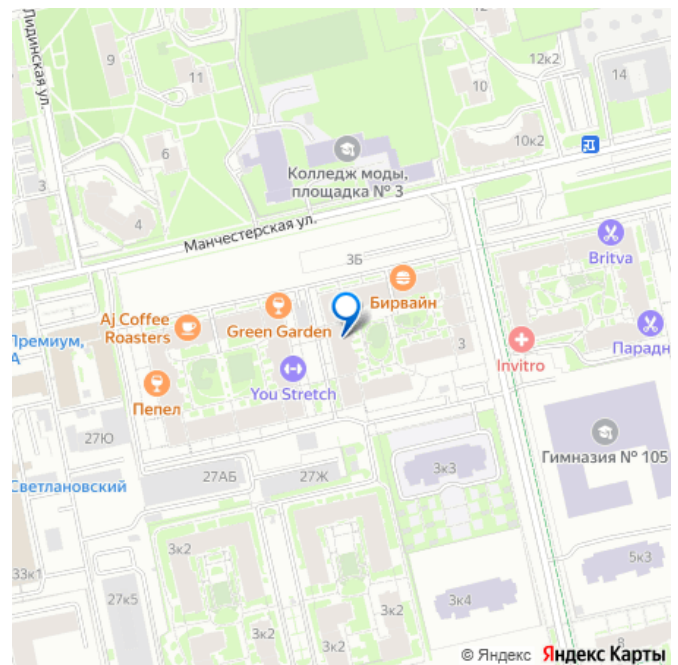 Лидинская ул.
9
11
12к2
14
10
10к2
6
Колледж моды,
площадка № 3
3
4
Манчестерская ул.
3Б
Britva
Бирвайн
Aj Coffee
Roasters
Green Garden
Премиум,
А
3
Invitro
Парадн
You Stretch
Пепел
27Ю
Гимназия № 105
27АБ
27Ж
3к3
Светлановский
3к2
5к3
33к1
27к5
3к2
3к4
3к2
3к2
8
© Яндекс Яндекс Карты